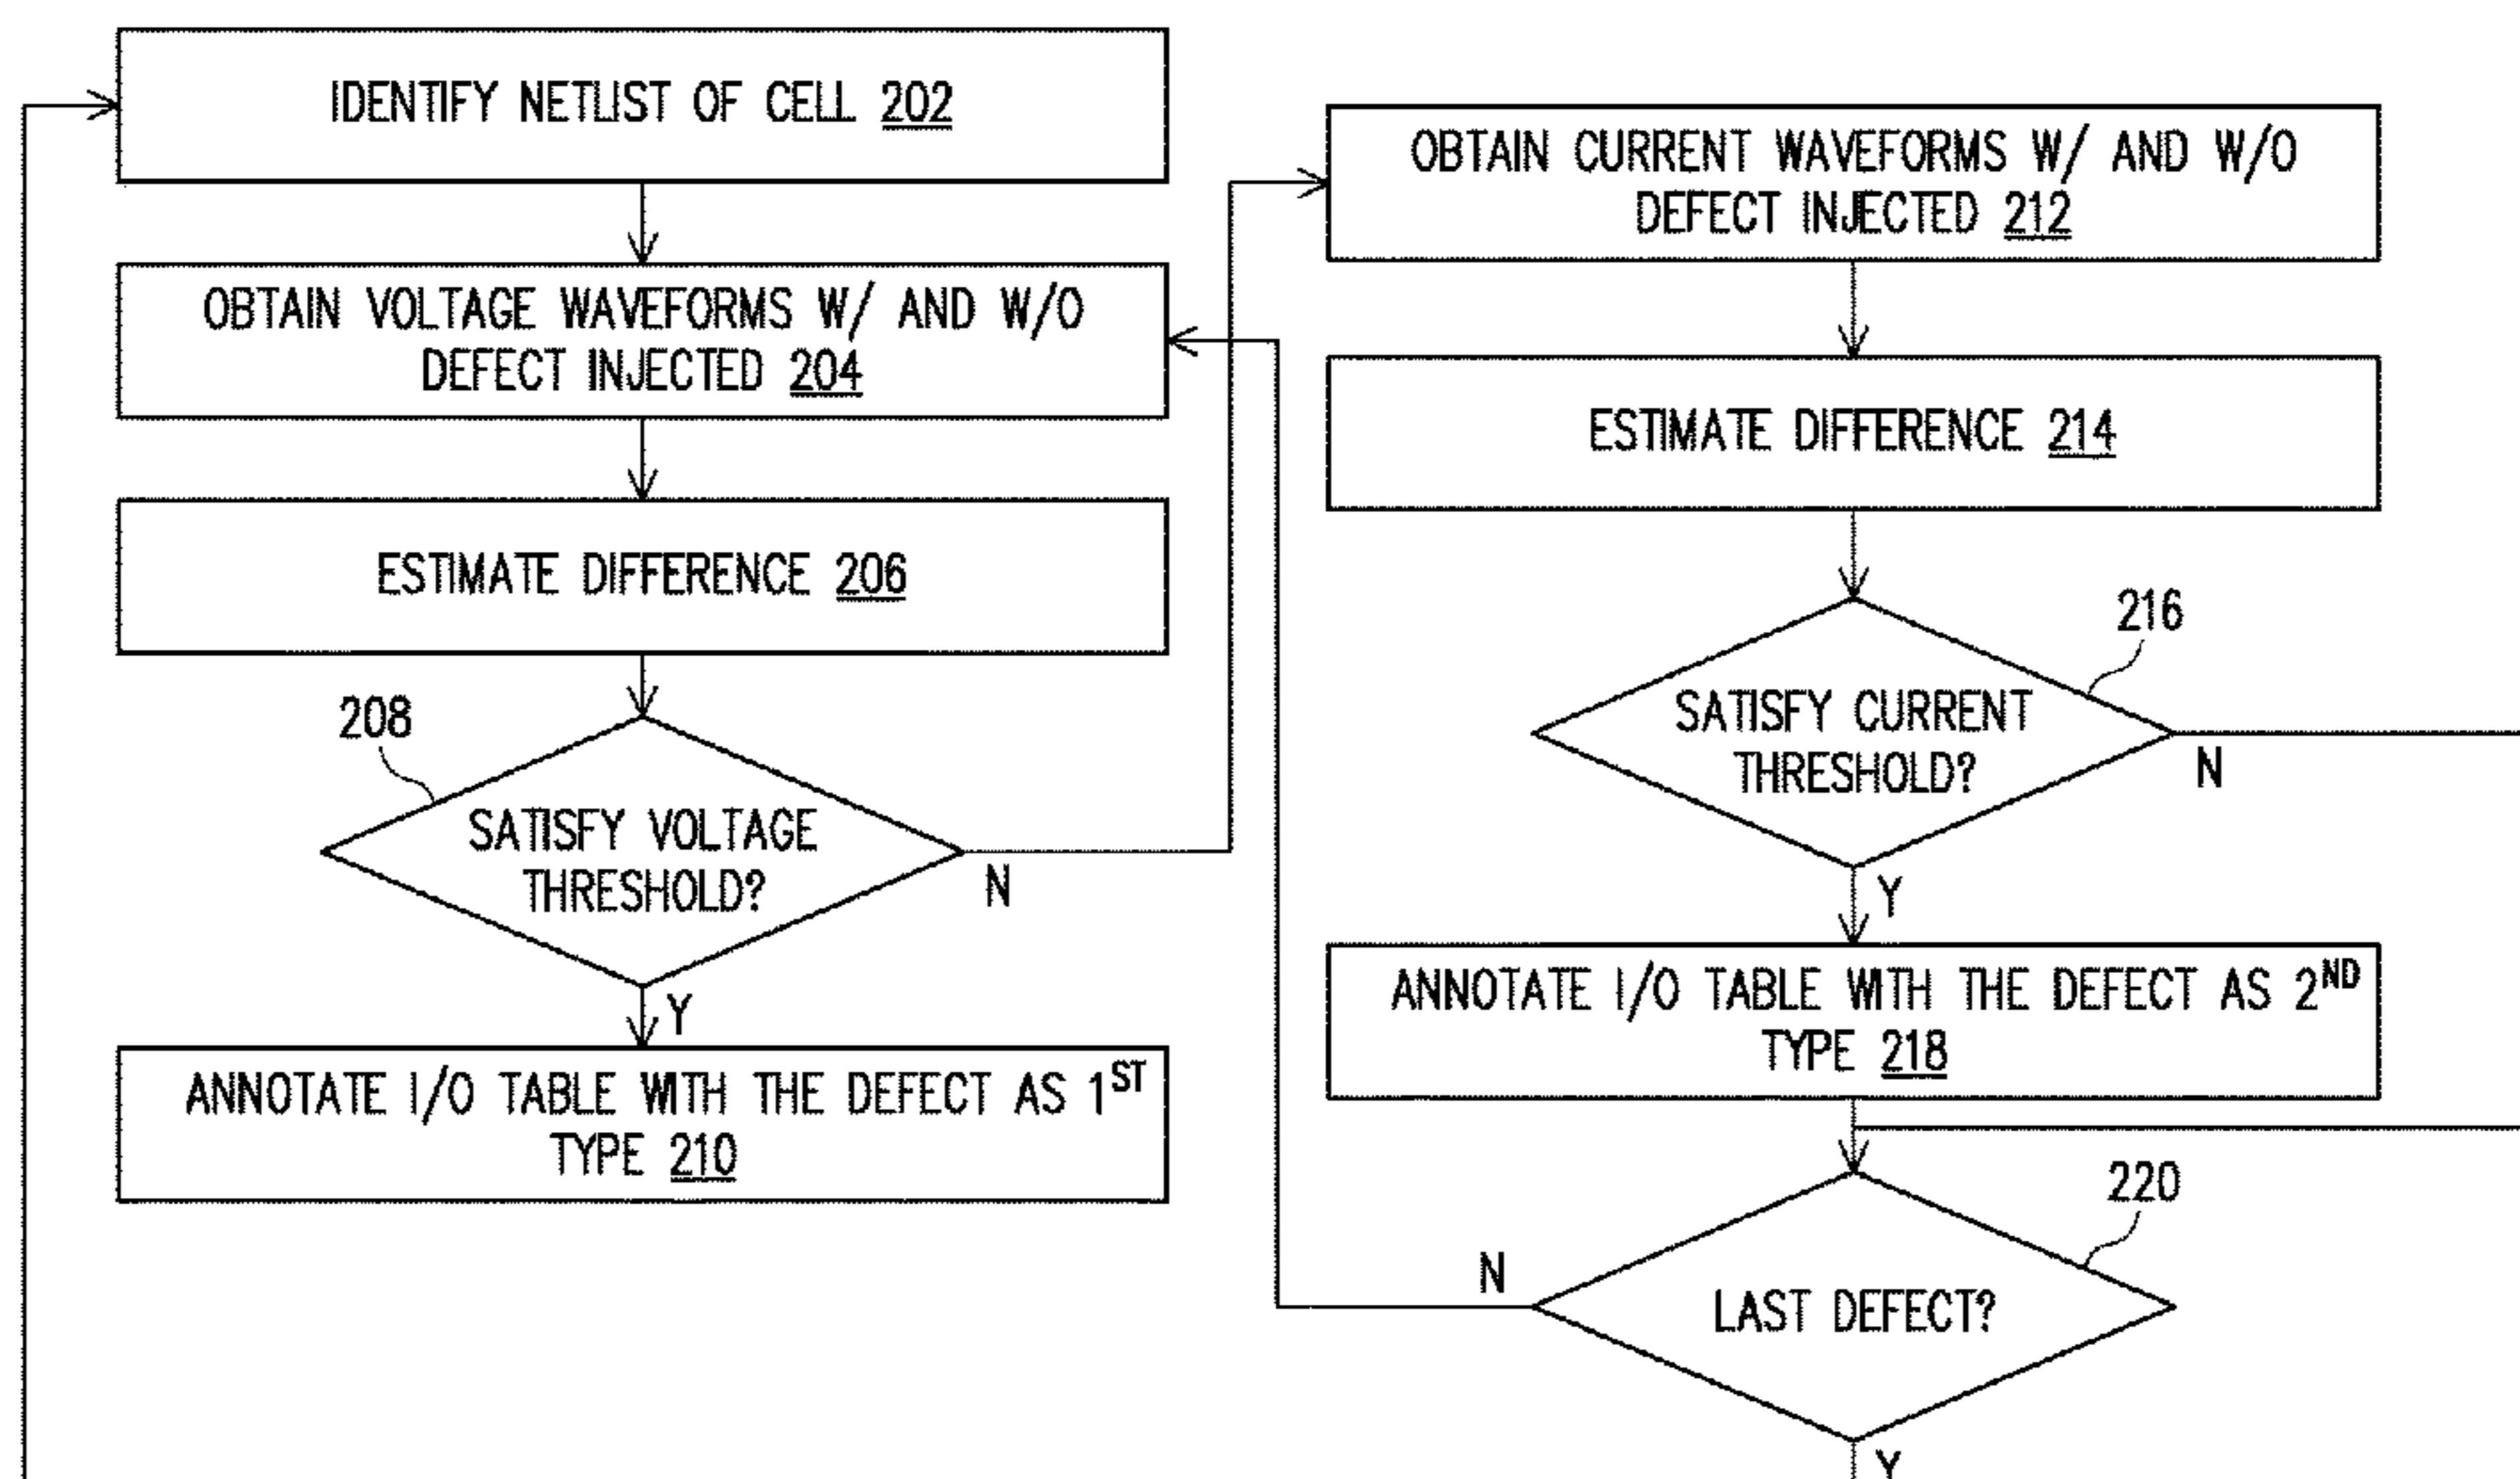 IDENTIFY NETLIST OF CELL 202
OBTAIN VOLTAGE WAVEFORMS W/ AND W/O
DEFECT INJECTED 204
ESTIMATE DIFFERENCE 206
208
SATISFY VOLTAGE
THRESHOLD?
N
Y
ANNOTATE I/O TABLE WITH THE DEFECT AS 1ST
TYPE 210
OBTAIN CURRENT WAVEFORMS W/ AND W/O
DEFECT INJECTED 212
ESTIMATE DIFFERENCE 214
216
SATISFY CURRENT
THRESHOLD?
N
Y
ANNOTATE I/O TABLE WITH THE DEFECT AS 2ND
TYPE 218
220
N
LAST DEFECT?
Y